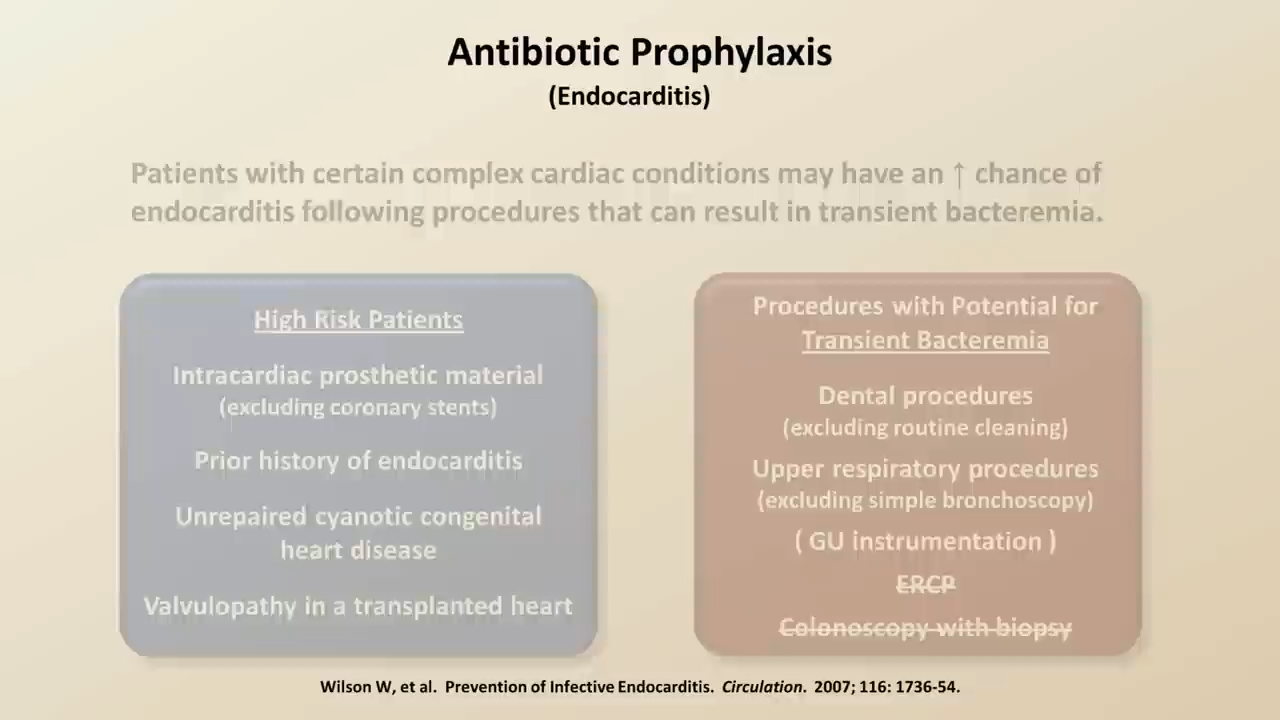 Antibiotic Prophylaxis
(Endocarditis)
Patients with certain complex cardiac conditions may have an ↑ chance of
endocarditis following procedures that can result in transient bacteremia.
High Risk Patients
Intracardiac prosthetic material
(excluding coronary stents)
Prior history of endocarditis
Unrepaired cyanotic congenital
heart disease
Valvulopathy in a transplanted heart
Procedures with Potential for
Transient Bacteremia
Dental procedures
(excluding routine cleaning)
Upper respiratory procedures
(excluding simple bronchoscopy)
( GU instrumentation )
ERCP
Colonoscopy with biopsy
Wilson W, et al. Prevention of Infective Endocarditis. Circulation. 2007; 116: 1736-54.